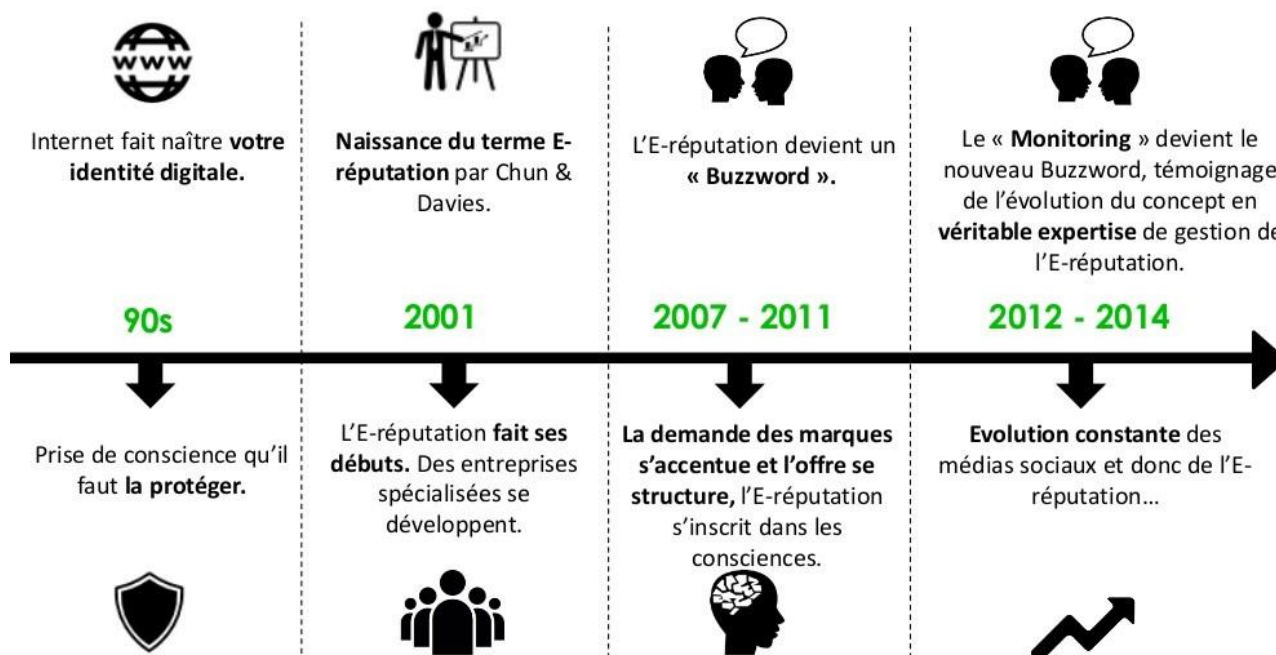 www
Internet fait naître votre
identité digitale.
Naissance du terme E-
réputation par Chun &
Davies.
L'E-réputation devient un
« Buzzword ».
Le « Monitoring » devient le
nouveau Buzzword, témoignage
de l'évolution du concept en
véritable expertise de gestion de
l'E-réputation.
90s
2001
2007 - 2011
2012 - 2014
Prise de conscience qu'il
faut la protéger.
L'E-réputation fait ses
débuts. Des entreprises
spécialisées se
développent.
La demande des marques
s'accentue et l'offre se
structure, l'E-réputation
s'inscrit dans les
consciences.
Evolution constante des
médias sociaux et donc de l'E-
réputation…